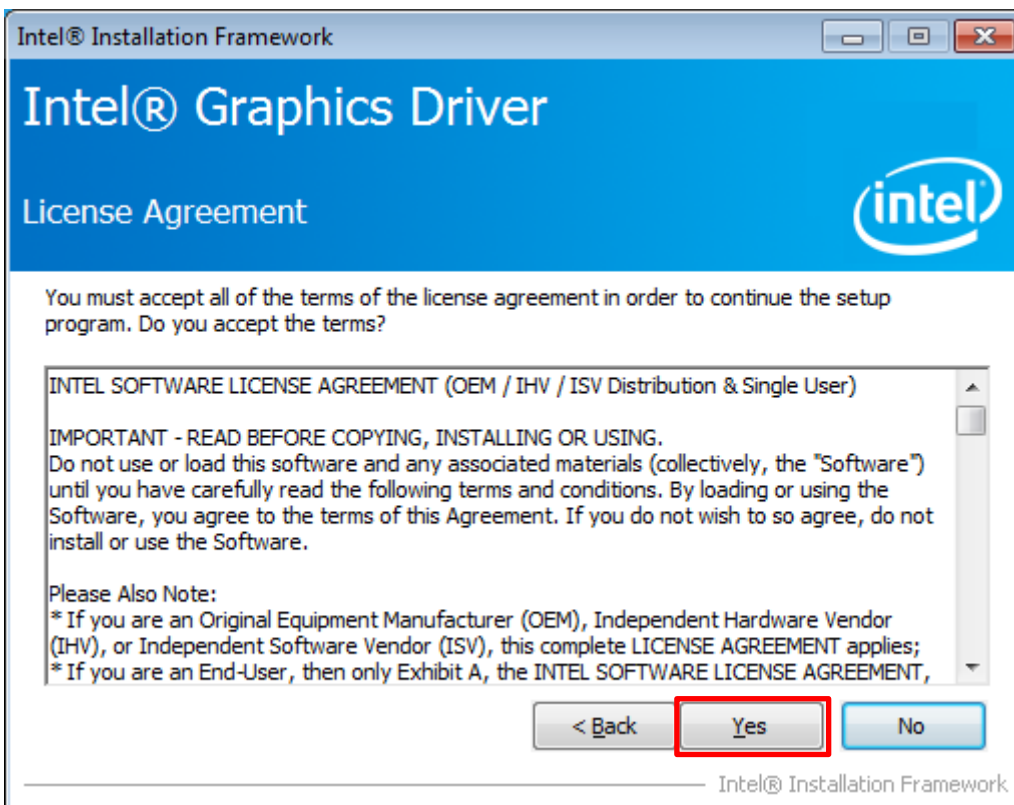 Intel® Installation Framework
Intel® Graphics Driver
License Agreement
intel
You must accept all of the terms of the license agreement in order to continue the setup
program. Do you accept the terms?
INTEL SOFTWARE LICENSE AGREEMENT (OEM / IHV / ISV Distribution & Single User)
IMPORTANT - READ BEFORE COPYING, INSTALLING OR USING.
Do not use or load this software and any associated materials (collectively, the "Software")
until you have carefully read the following terms and conditions. By loading or using the
Software, you agree to the terms of this Agreement. If you do not wish to so agree, do not
install or use the Software.
Please Also Note:
* If you are an Original Equipment Manufacturer (OEM), Independent Hardware Vendor
(IHV), or Independent Software Vendor (ISV), this complete LICENSE AGREEMENT applies;
* If you are an End-User, then only Exhibit A, the INTEL SOFTWARE LICENSE AGREEMENT,
< Back Yes No
Intel® Installation Framework